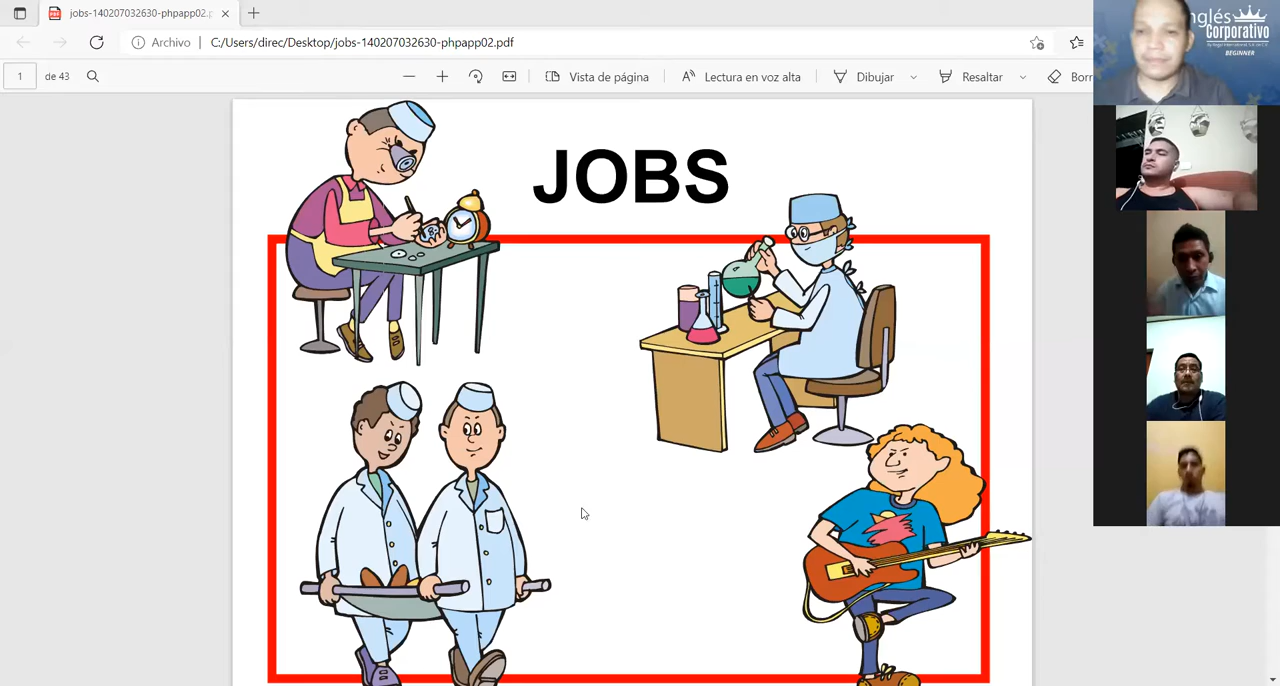 jobs-140207032630-phpapp02.p
Archivo
C:/Users/direc/Desktop/jobs-140207032630-phpapp02.pdf
1
de 43
Vista de página
Lectura en voz alta
Dibujar
Resaltar
Borr
nglés
Corporativo
BEGINNER
JOBS